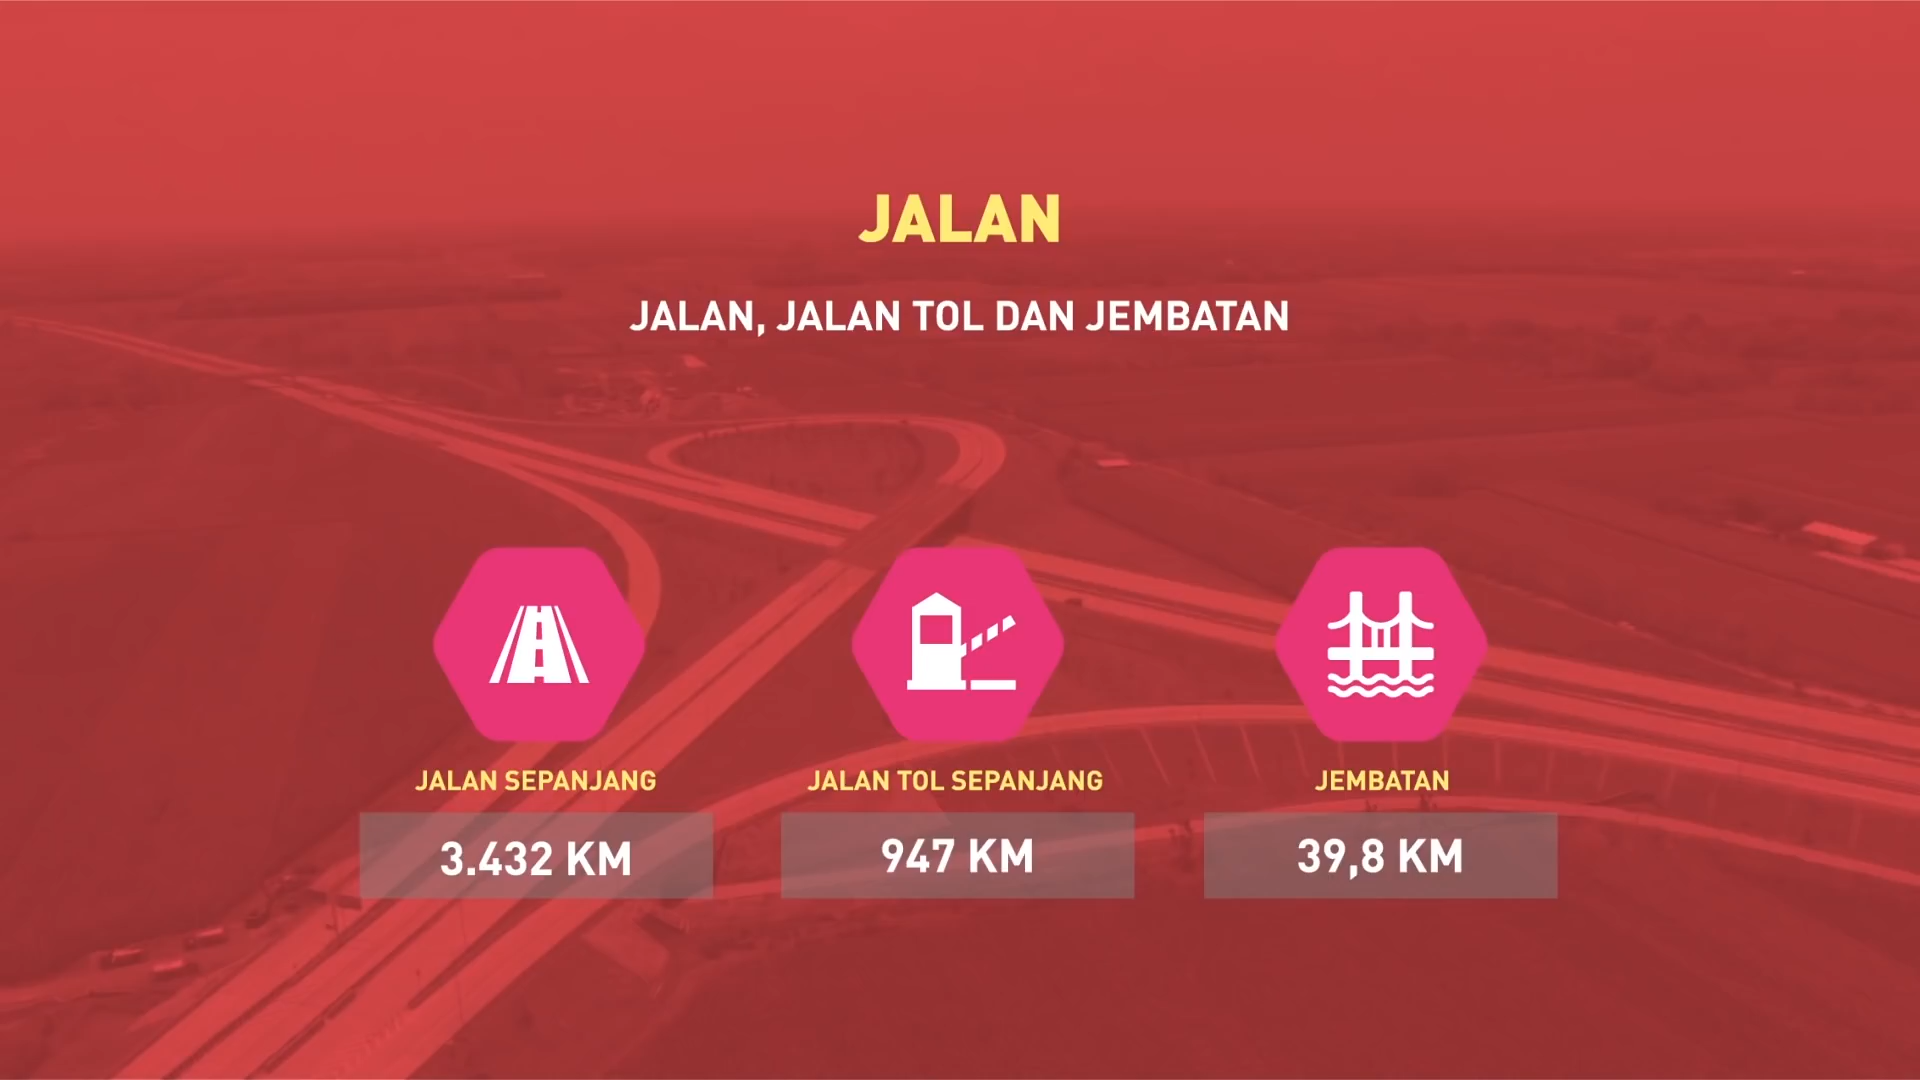 JALAN
JALAN, JALAN TOL DAN JEMBATAN
JALAN SEPANJANG
3.432 KM
JALAN TOL SEPANJANG
947 KM
JEMBATAN
39,8 KM